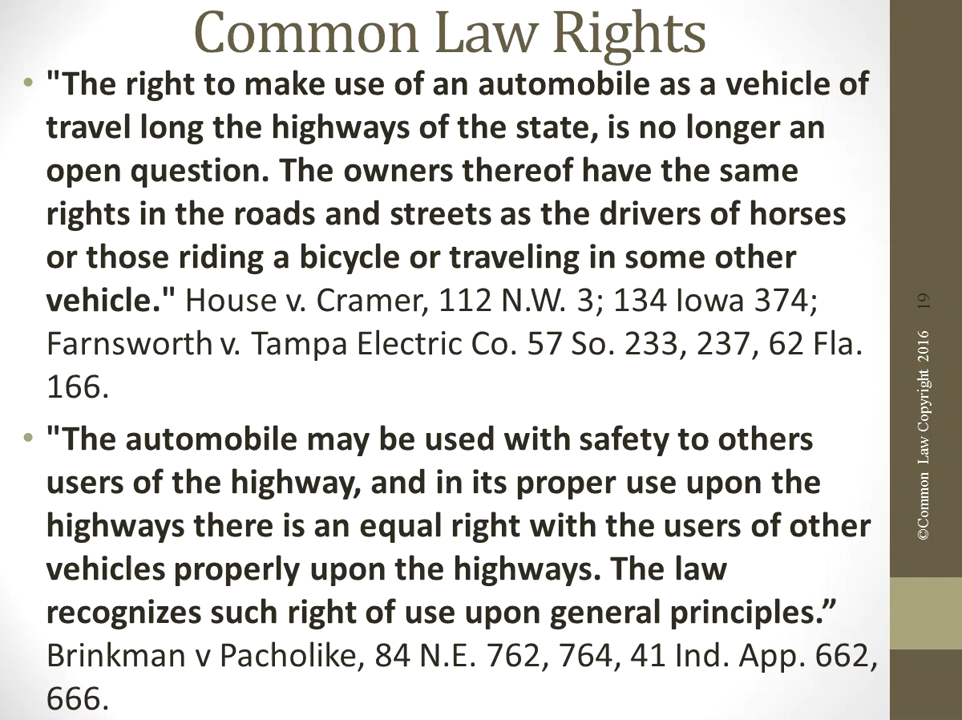 Common Law Rights
• "The right to make use of an automobile as a vehicle of
travel long the highways of the state, is no longer an
open question. The owners thereof have the same
rights in the roads and streets as the drivers of horses
or those riding a bicycle or traveling in some other
vehicle." House v. Cramer, 112 N.W. 3; 134 Iowa 374;
Farnsworth v. Tampa Electric Co. 57 So. 233, 237, 62 Fla.
166.
• "The automobile may be used with safety to others
users of the highway, and in its proper use upon the
highways there is an equal right with the users of other
vehicles properly upon the highways. The law
recognizes such right of use upon general principles.”
Brinkman v Pacholike, 84 N.E. 762, 764, 41 Ind. App. 662,
666.
©Common Law Copyright 2016
19